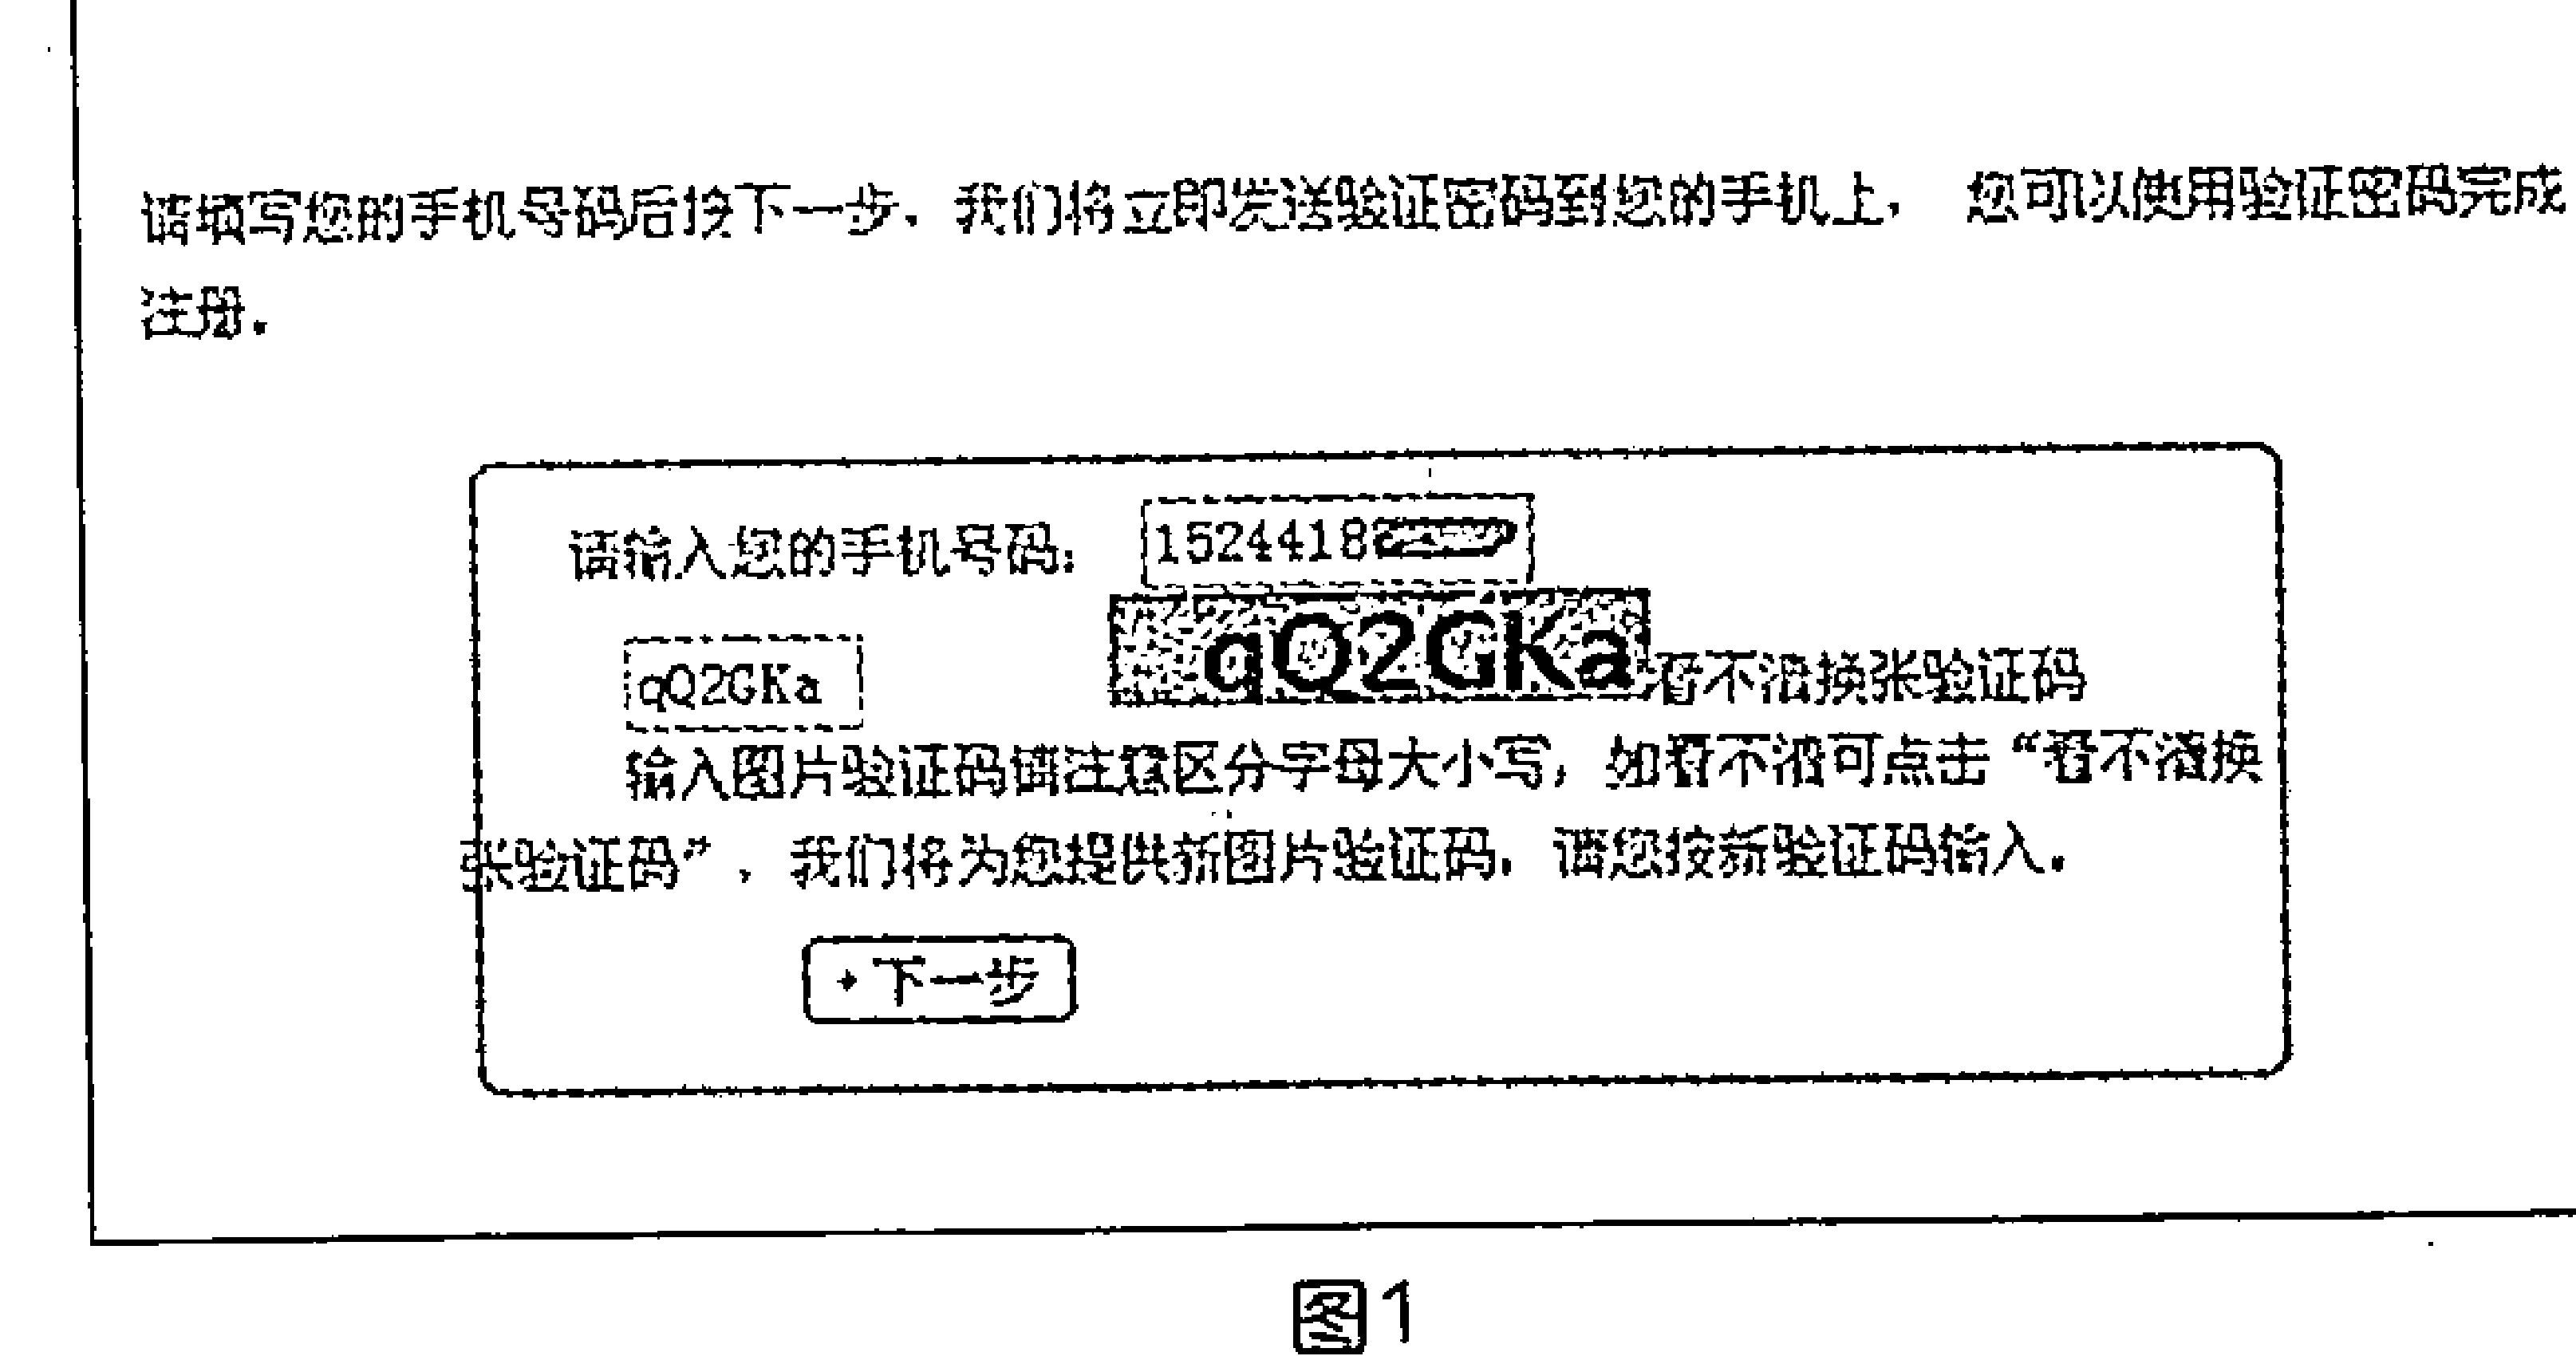 请填写您的手机号码后按下一步，我们将立即发送验证密码到您的手机上， 您可以使用验证密码完成
注册.
请输入您的手机号码： 1524418
qQ2GKa qQ2GKa 看不清换张验证码
输入图片验证码请注意区分字母大小写，如看不清可点击“看不清换
张验证码”，我们将为您提供新图片验证码，请您按新验证码输入.
下一步
图1